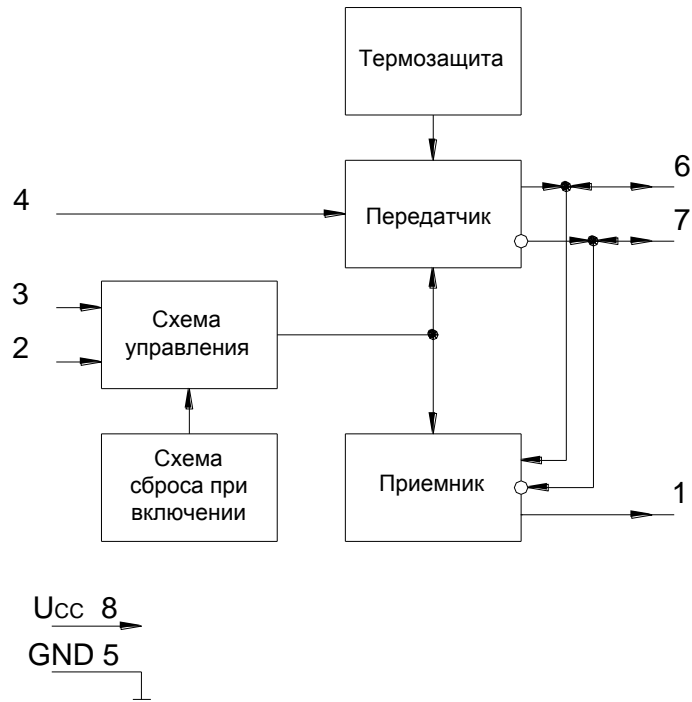 Термозащита
6
4
Передатчик
7
3
Схема
управления
2
Схема
сброса при
включении
Приемник
1
Ucc 8
GND 5